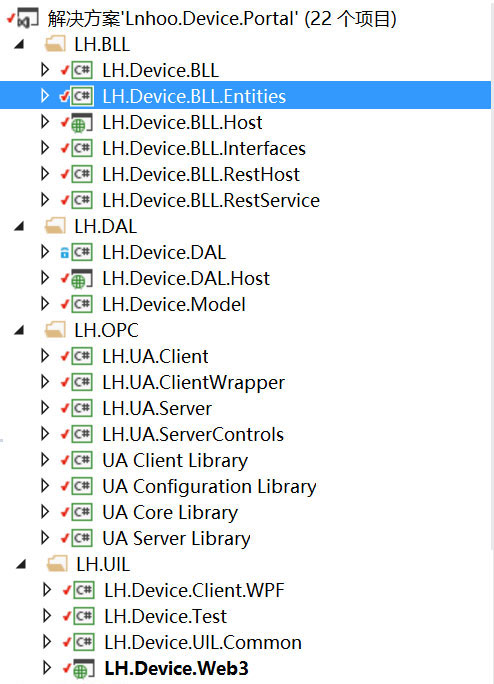 解决方案'Lnhoo.Device.Portal' (22 个项目)
LH.BLL
LH.Device.BLL
LH.Device.BLL.Entities
LH.Device.BLL.Host
LH.Device.BLL.Interfaces
LH.Device.BLL.RestHost
LH.Device.BLL.RestService
LH.DAL
LH.Device.DAL
LH.Device.DAL.Host
LH.Device.Model
LH.OPC
LH.UA.Client
LH.UA.ClientWrapper
LH.UA.Server
LH.UA.ServerControls
UA Client Library
UA Configuration Library
UA Core Library
UA Server Library
LH.UIL
LH.Device.Client.WPF
LH.Device.Test
LH.Device.UIL.Common
LH.Device.Web3